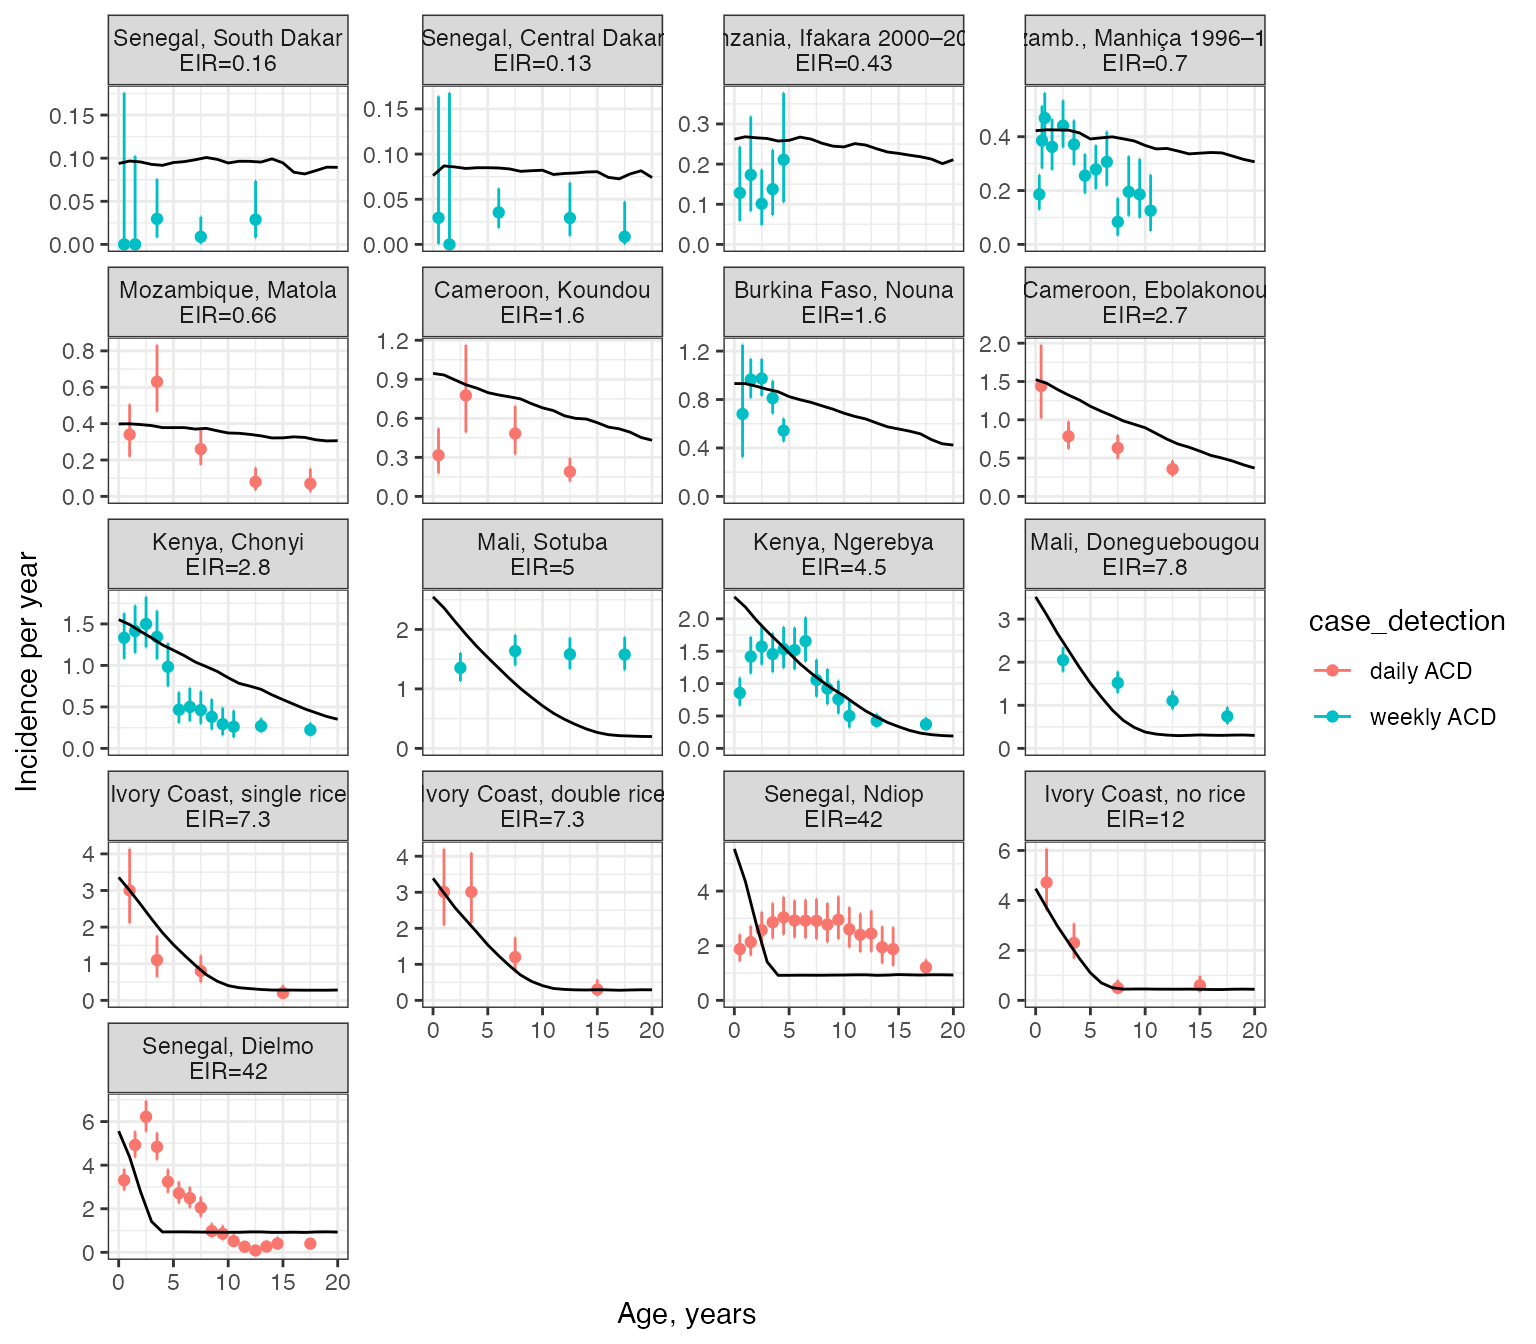 Senegal, South Dakar
EIR=0.16
Senegal, Central Dakar
EIR=0.13
nzania, Ifakara 2000–20
EIR=0.43
zamb., Manhiça 1996–1
EIR=0.7
0.15
0.10
0.05
0.00
0.15
0.10
0.05
0.00
0.3
0.2
0.1
0.0
0.4
0.2
0.0
Mozambique, Matola
EIR=0.66
Cameroon, Koundou
EIR=1.6
Burkina Faso, Nouna
EIR=1.6
Cameroon, Ebolakonou
EIR=2.7
0.8
0.6
0.4
0.2
0.0
1.2
0.9
0.6
0.3
0.0
1.2
0.8
0.4
0.0
2.0
1.5
1.0
0.5
0.0
Kenya, Chonyi
EIR=2.8
Mali, Sotuba
EIR=5
Kenya, Ngerebya
EIR=4.5
Mali, Doneguebougou
EIR=7.8
1.5
1.0
0.5
0.0
2
1
0
2.0
1.5
1.0
0.5
0.0
3
2
1
0
Ivory Coast, single rice
EIR=7.3
vory Coast, double rice
EIR=7.3
Senegal, Ndiop
EIR=42
Ivory Coast, no rice
EIR=12
4
3
2
1
0
4
3
2
1
0
4
2
0
6
4
2
0
0 5 10 15 20
0 5 10 15 20
0 5 10 15 20
Senegal, Dielmo
EIR=42
6
4
2
0
0 5 10 15 20
Age, years
Incidence per year
case_detection
daily ACD
weekly ACD